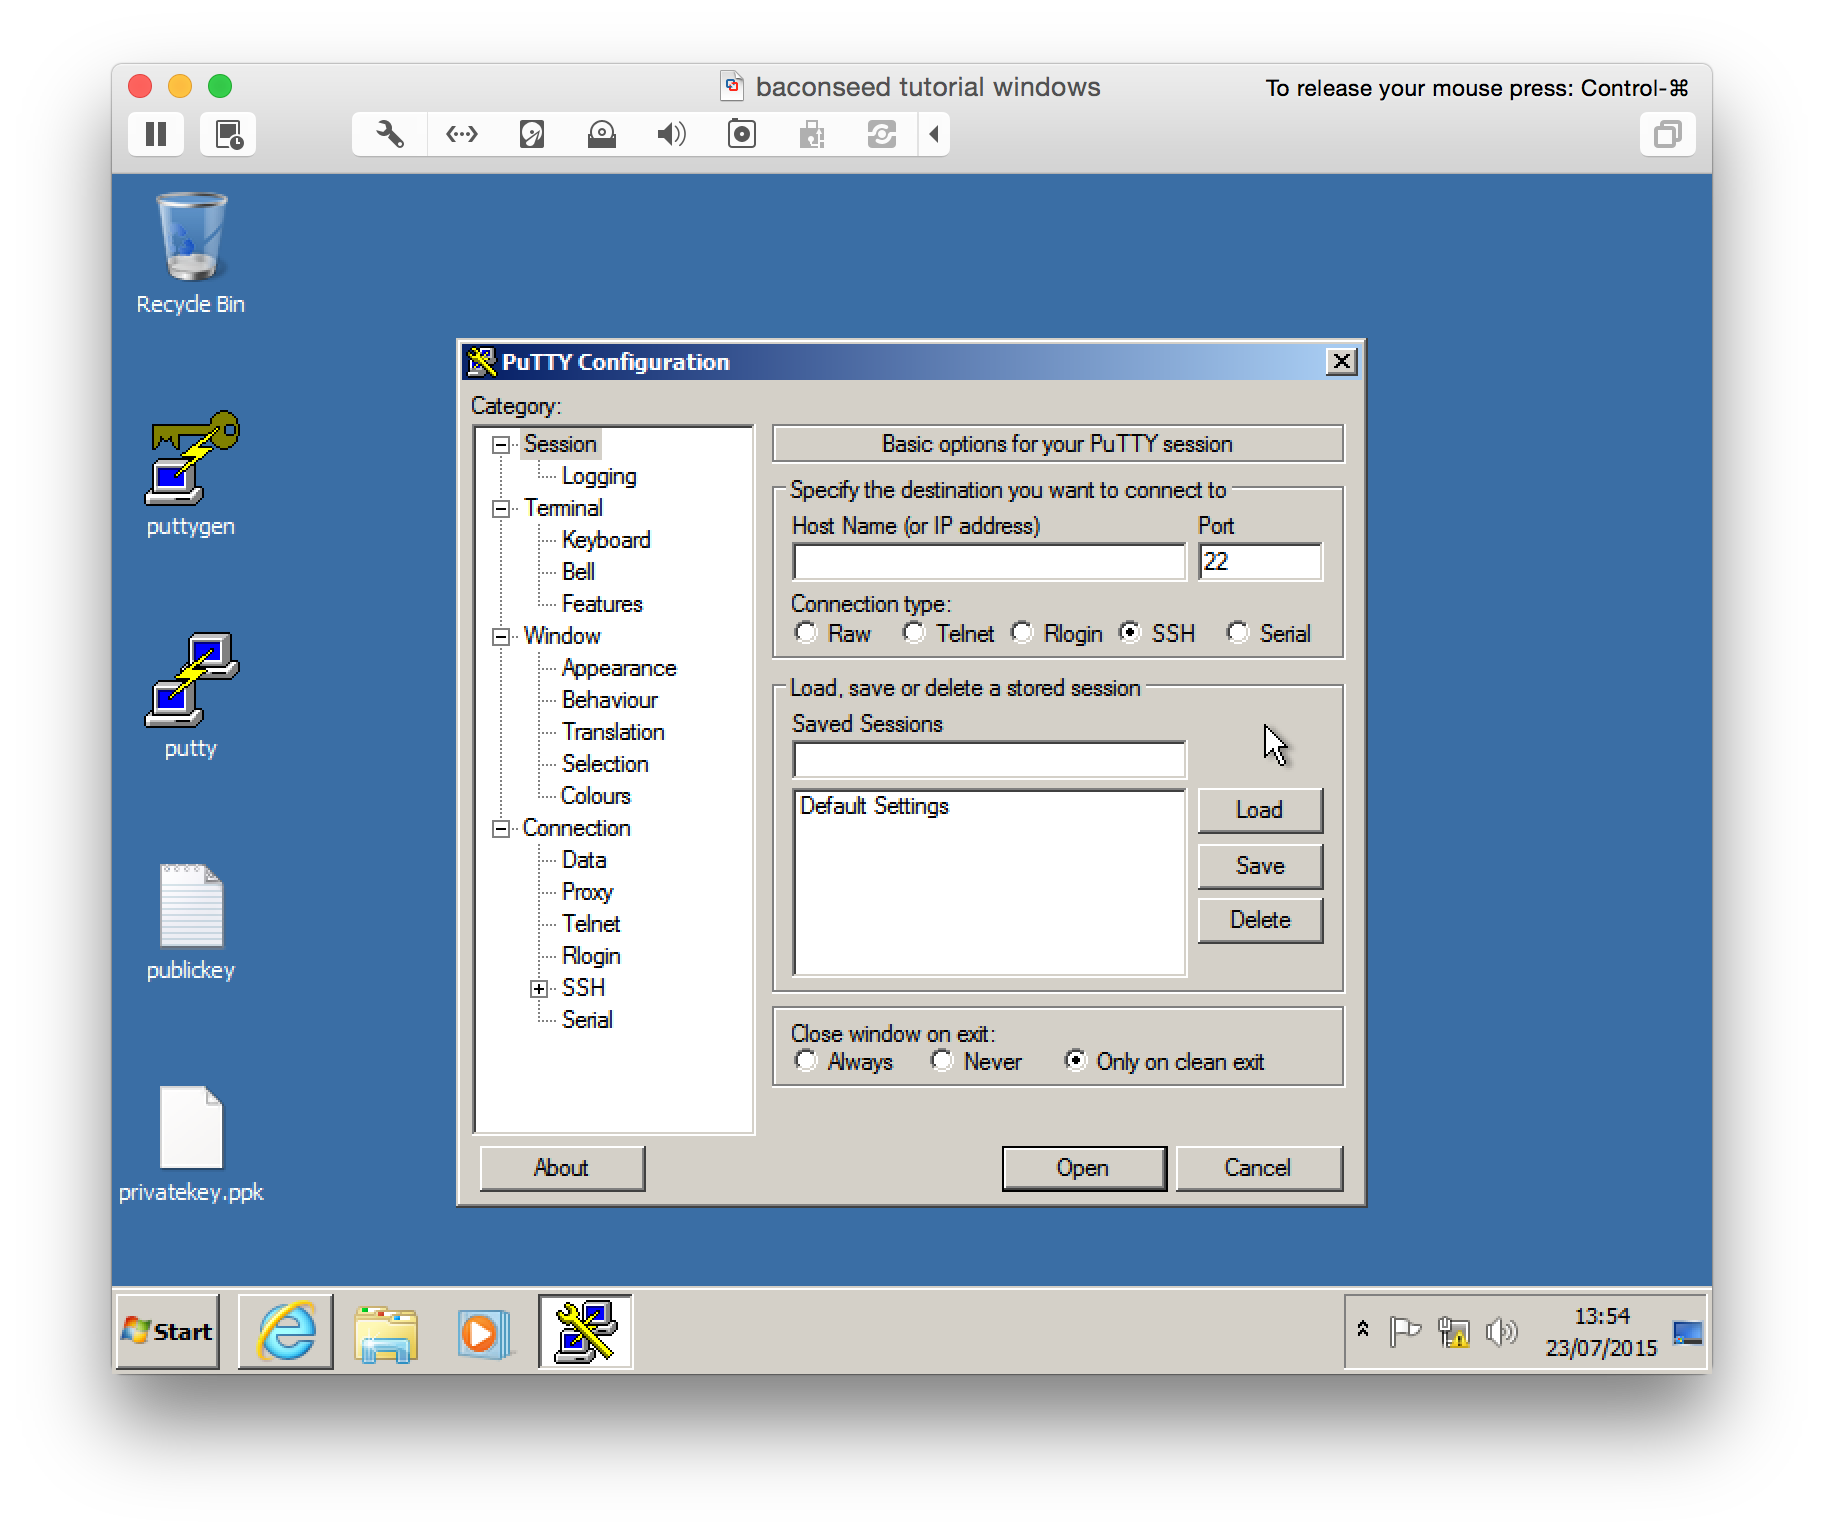 baconseed tutorial windows
To release your mouse press: Control-⌘
Recycle Bin
puttygen
putty
publickey
privatekey.ppk
PuTTY Configuration
Category:
Session
Logging
Terminal
Keyboard
Bell
Features
Window
Appearance
Behaviour
Translation
Selection
Colours
Connection
Data
Proxy
Telnet
Rlogin
SSH
Serial
Basic options for your PuTTY session
Specify the destination you want to connect to
Host Name (or IP address) Port
22
Connection type:
Raw Telnet Rlogin SSH Serial
Load, save or delete a stored session
Saved Sessions
Default Settings
Load
Save
Delete
Close window on exit:
Always Never Only on clean exit
About Open Cancel
Start
13:54
23/07/2015